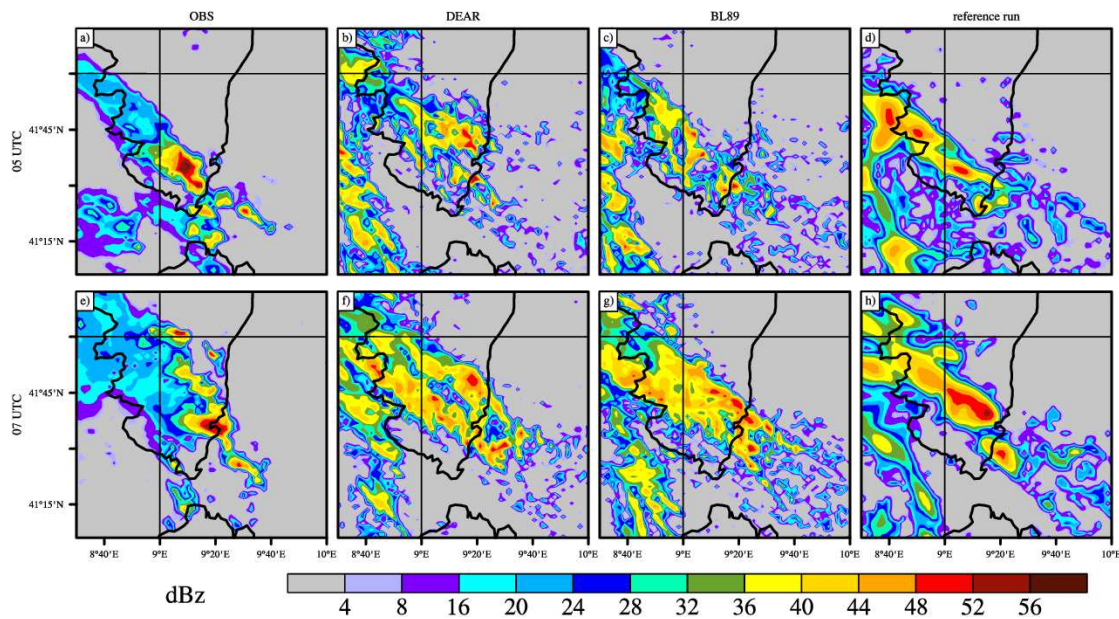 OBS DEAR BL89 reference run
a) b) c) d)
05 UTC
41°45'N
41°15'N
e) f) g) h)
07 UTC
41°45'N
41°15'N
8°40'E 9°E 9°20'E 9°40'E 10°E 8°40'E 9°E 9°20'E 9°40'E 8°40'E 9°E 9°20'E 9°40'E 8°40'E 9°E 9°20'E 9°40'E 10°E
dBz
4 8 16 20 24 28 32 36 40 44 48 52 56